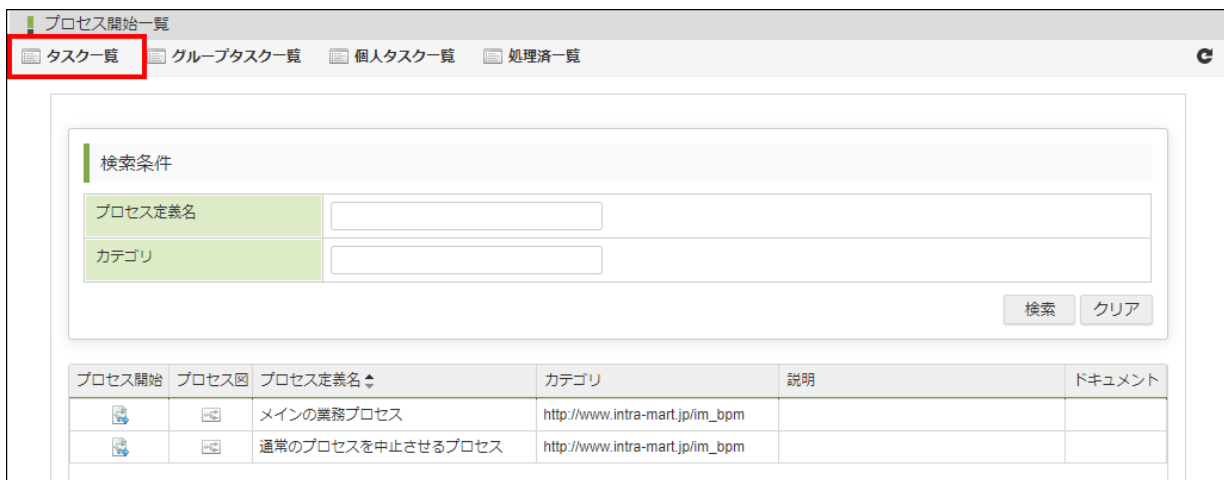 プロセス開始一覧
タスク一覧 グループタスク一覧 個人タスク一覧 処理済一覧
検索条件
プロセス定義名
カテゴリ
検索 クリア
プロセス開始 プロセス図 プロセス定義名 カテゴリ 説明 ドキュメント
メインの業務プロセス http://www.intra-mart.jp/im_bpm
通常のプロセスを中止させるプロセス http://www.intra-mart.jp/im_bpm